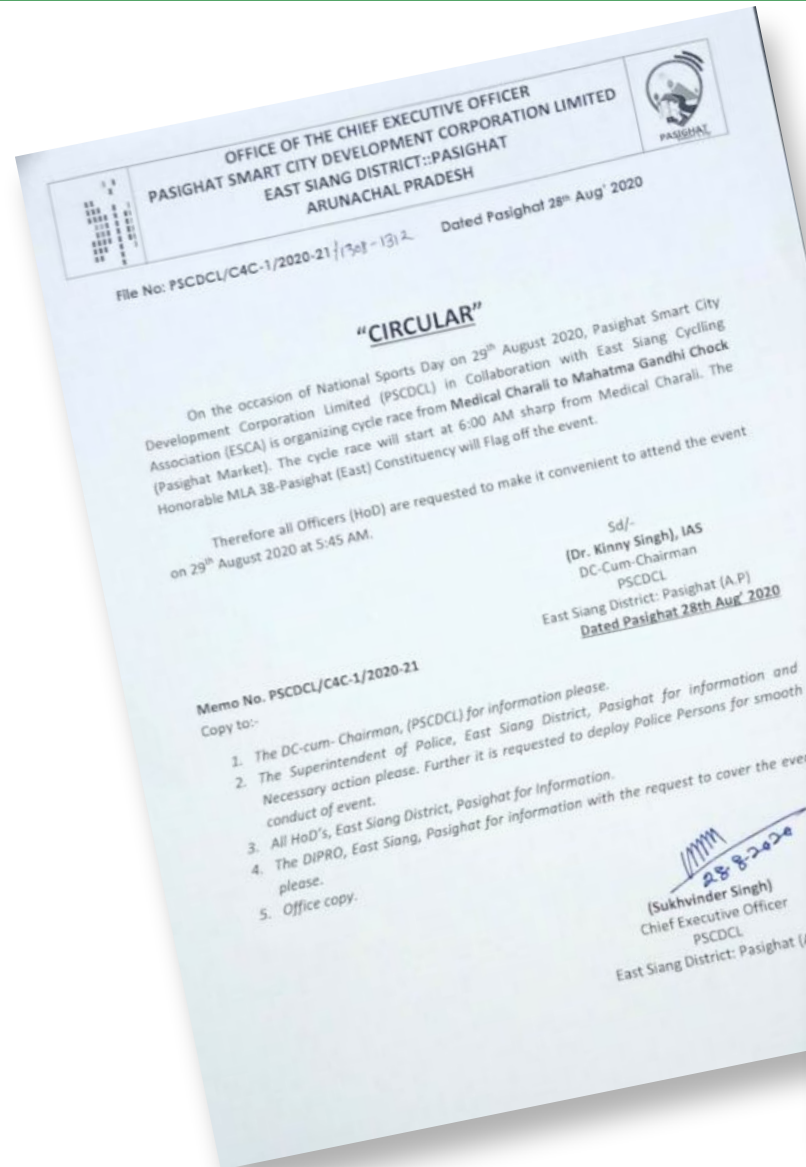 OFFICE OF THE CHIEF EXECUTIVE OFFICER
PASIGHAT SMART CITY DEVELOPMENT CORPORATION LIMITED
EAST SIANG DISTRICT::PASIGHAT
ARUNACHAL PRADESH
PASIGHAT
File No: PSCDCL/C4C-1/2020-21/1308-1312 Dated Pasighat 28th Aug' 2020
"CIRCULAR"
On the occasion of National Sports Day on 29th August 2020, Pasighat Smart City
Development Corporation Limited (PSCDCL) in Collaboration with East Siang Cyclling
Association (ESCA) is organizing cycle race from Medical Charali to Mahatma Gandhi Chock
(Pasighat Market). The cycle race will start at 6:00 AM sharp from Medical Charali. The
Honorable MLA 38-Pasighat (East) Constituency will Flag off the event.
Therefore all Officers (HoD) are requested to make it convenient to attend the event
on 29th August 2020 at 5:45 AM.
Sd/-
(Dr. Kinny Singh), IAS
DC-Cum-Chairman
PSCDCL
East Siang District: Pasighat (A.P)
Dated Pasighat 28th Aug' 2020
Memo No. PSCDCL/C4C-1/2020-21
Copy to:-
1. The DC-cum- Chairman, (PSCDCL) for information please.
2. The Superintendent of Police, East Siang District, Pasighat for information and
Necessary action please. Further it is requested to deploy Police Persons for smooth
conduct of event.
3. All HoD's, East Siang District, Pasighat for Information.
4. The DIPRO, East Siang, Pasighat for information with the request to cover the eve
please.
5. Office copy.
28-8-2020
(Sukhvinder Singh)
Chief Executive Officer
PSCDCL
East Siang District: Pasighat (